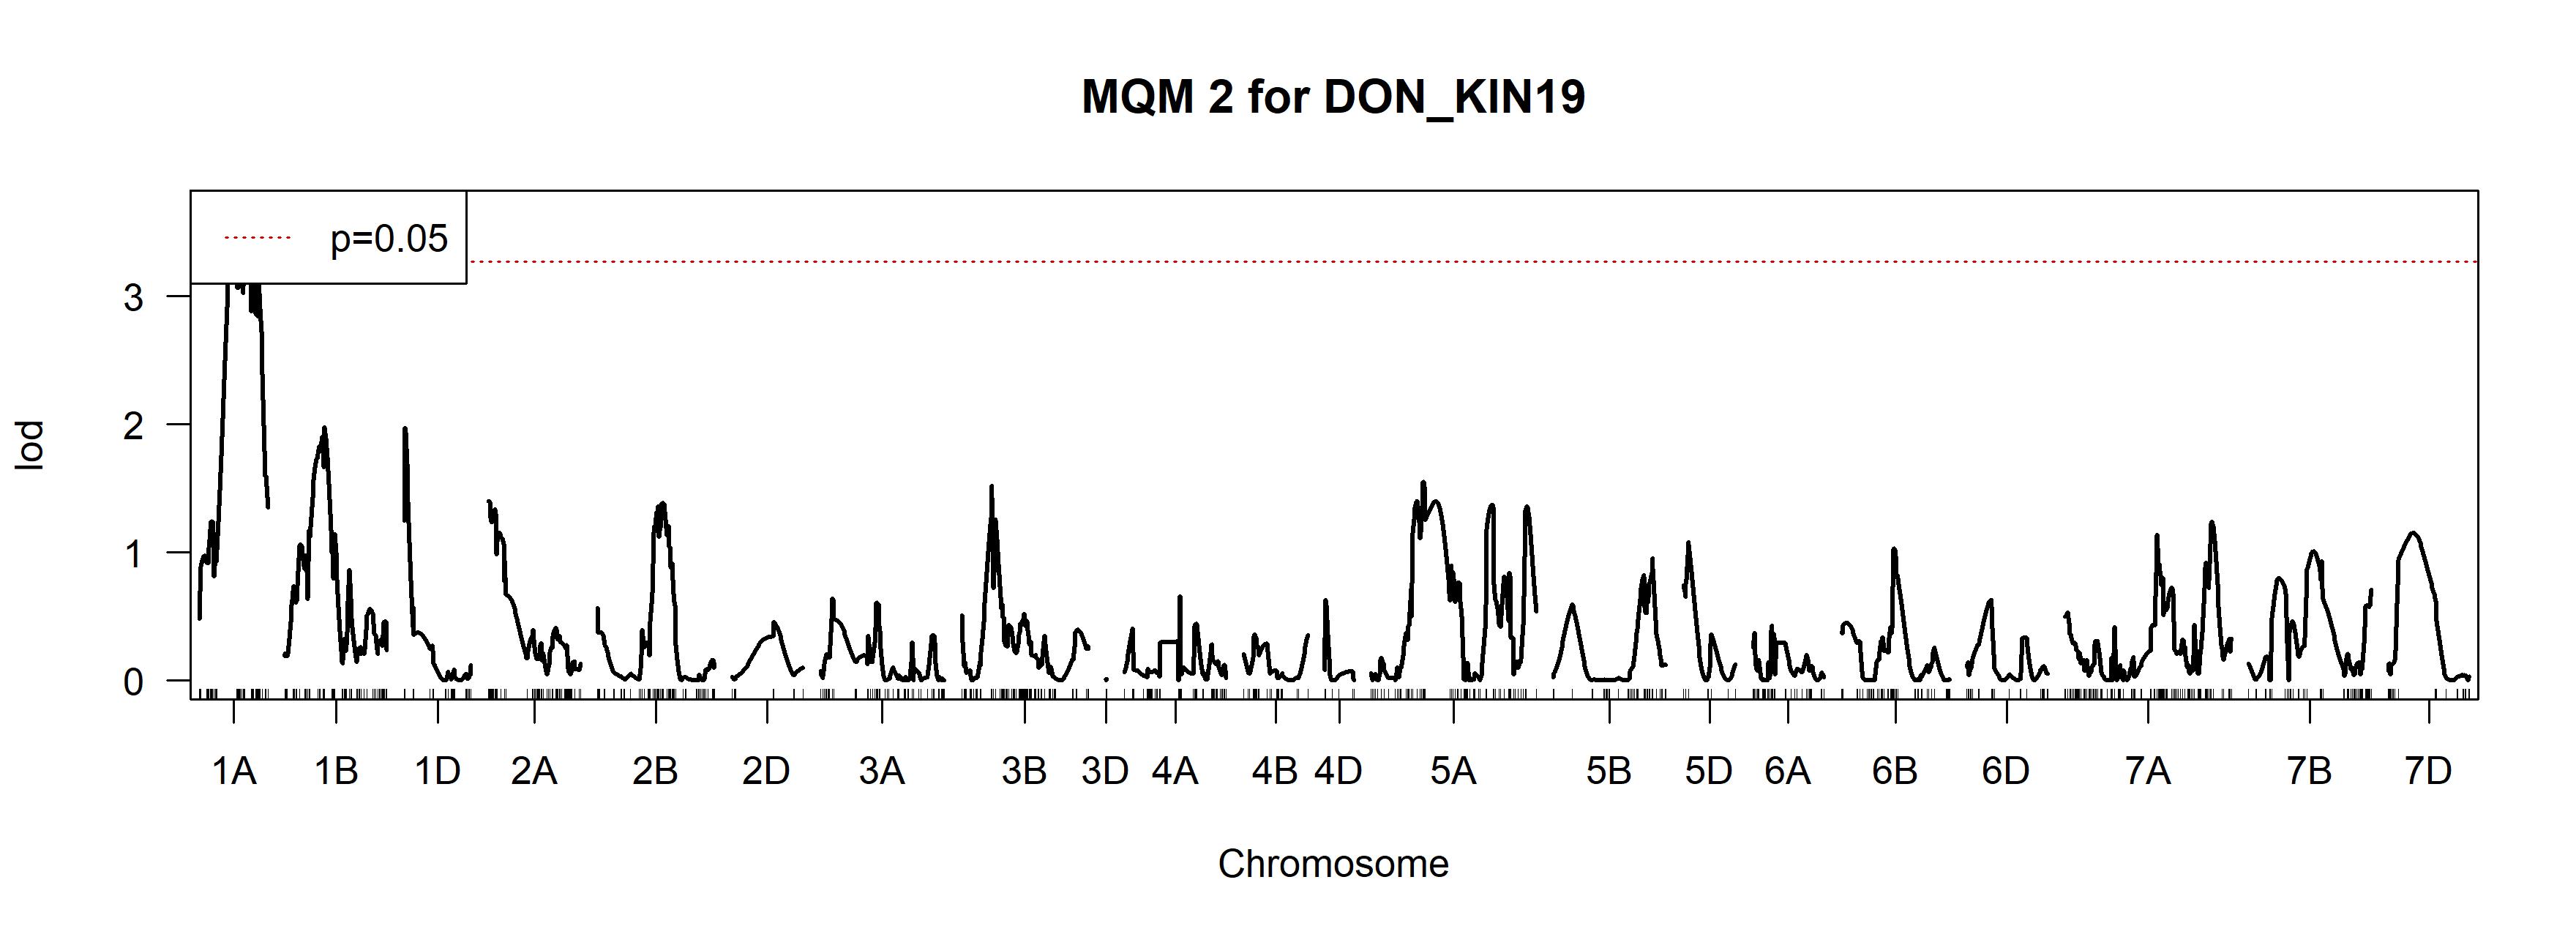 MQM 2 for DON_KIN19
p=0.05
3
2
1
0
lod
1A 1B 1D 2A 2B 2D 3A 3B 3D 4A 4B 4D 5A 5B 5D 6A 6B 6D 7A 7B 7D
Chromosome